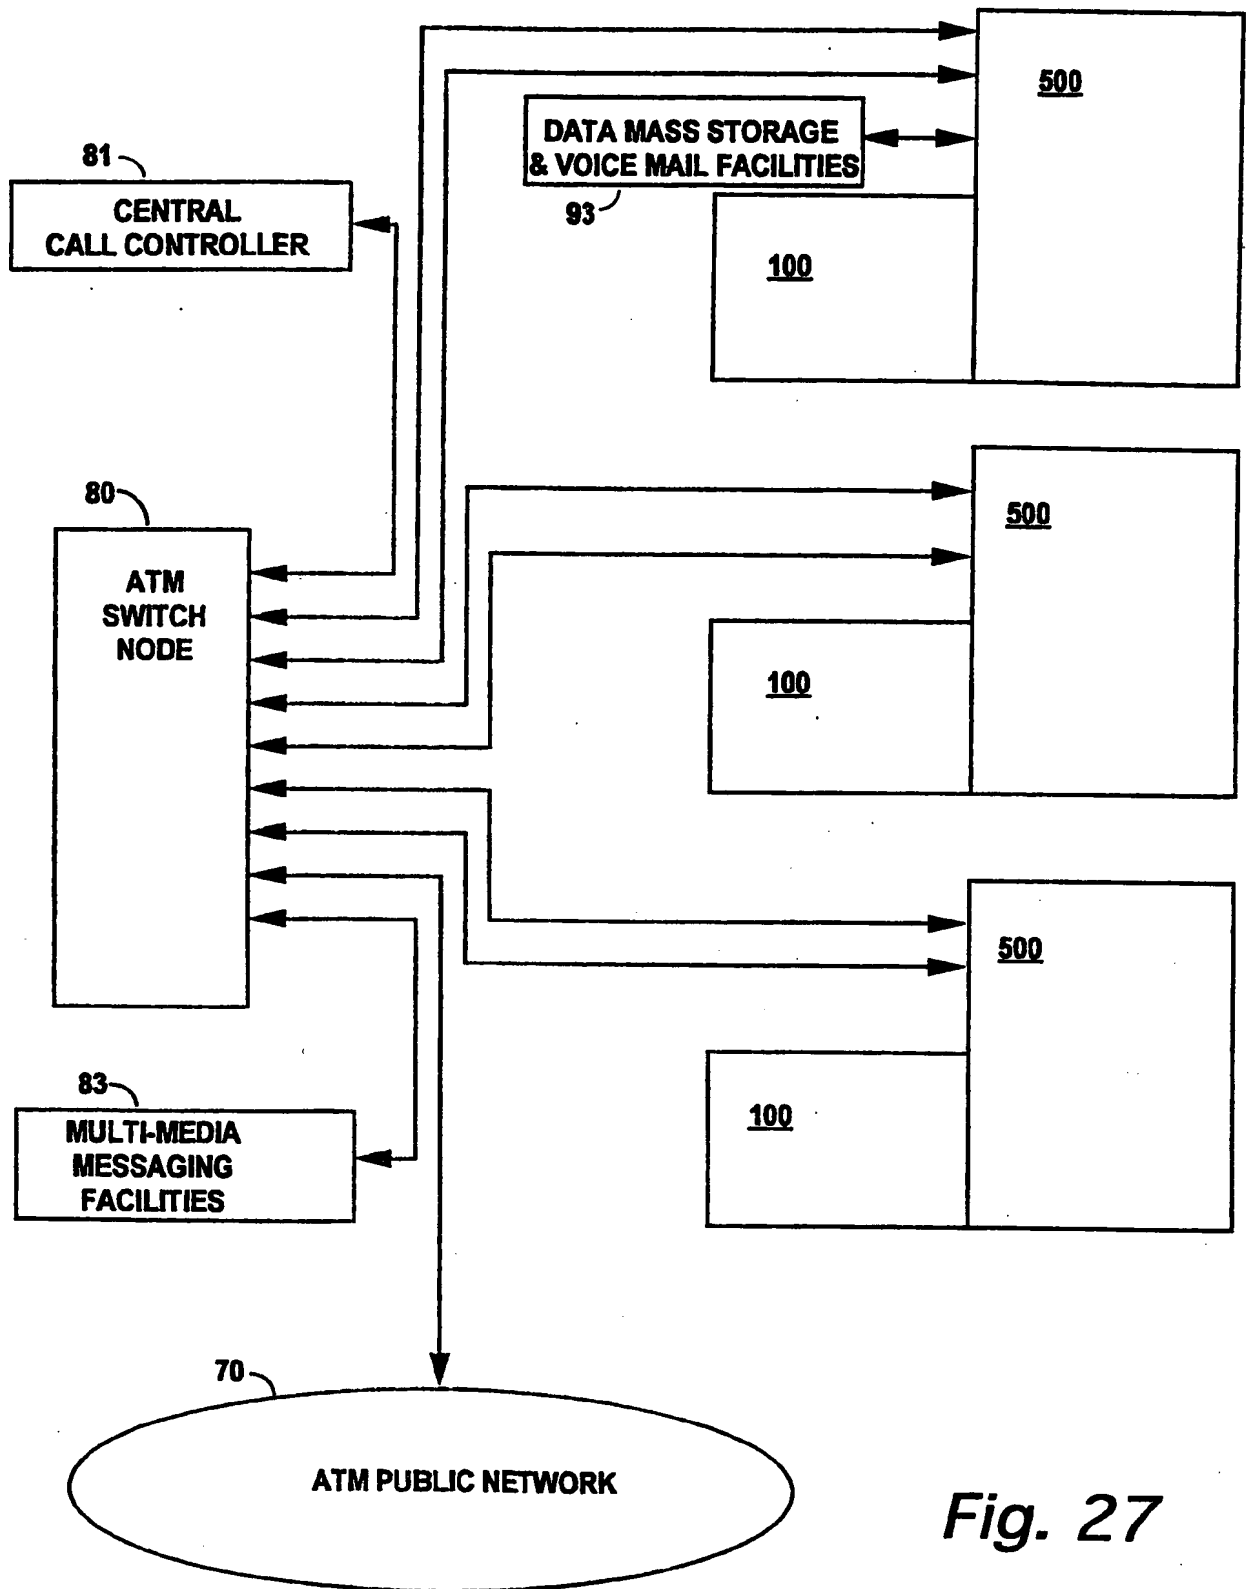 500
DATA MASS STORAGE
& VOICE MAIL FACILITIES
93
100
81
CENTRAL
CALL CONTROLLER
80
ATM
SWITCH
NODE
500
100
500
100
83
MULTI-MEDIA
MESSAGING
FACILITIES
70
ATM PUBLIC NETWORK
Fig. 27